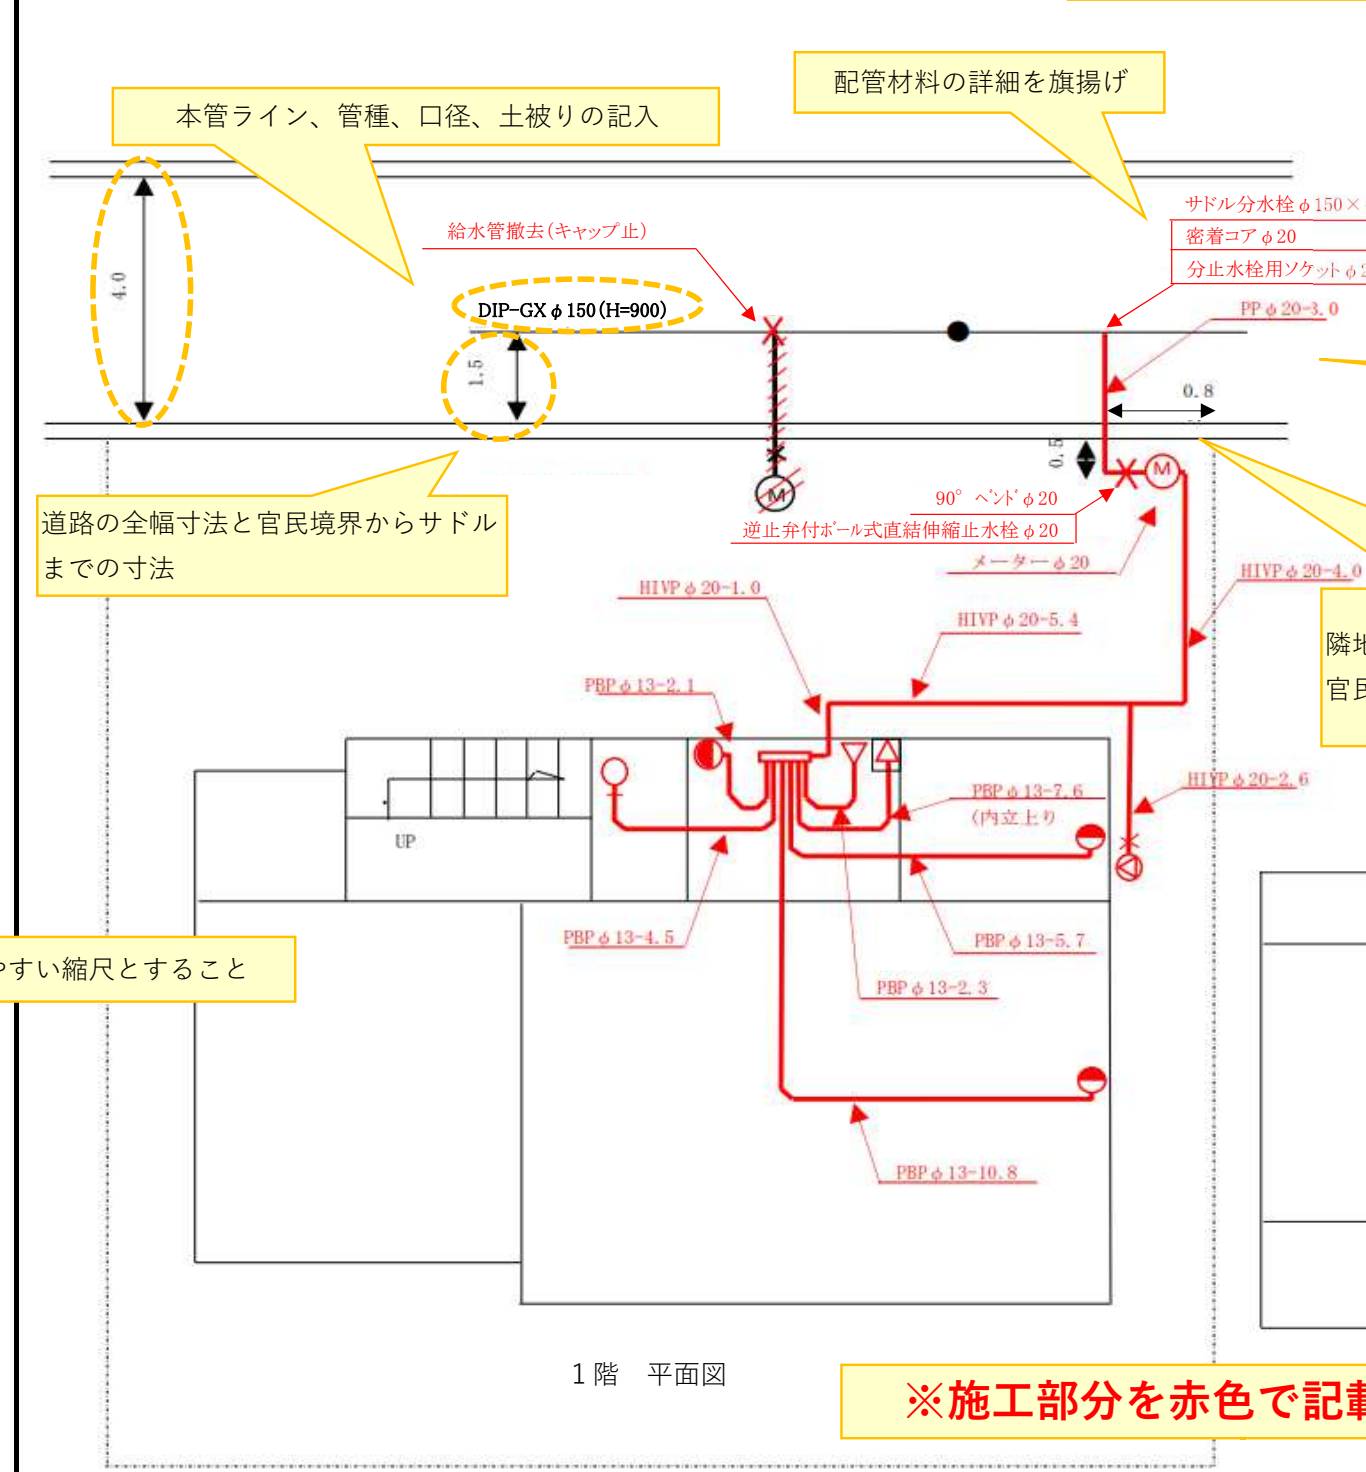 配管材料の詳細を旗揚げ
本管ライン、管種、口径、土被りの記入
サドル分水栓φ150×
密着コアφ20
分止水栓用ソケットφ2
給水管撤去(キャップ止)
4.0
DIP-GXφ150(H=900)
PPφ20-3.0
1.5
0.8
0.5
M
M
90° ベンドφ20
逆止弁付ボール式直結伸縮止水栓φ20
道路の全幅寸法と官民境界からサドル
までの寸法
メーターφ20
HIVPφ20-4.0
HIVPφ20-1.0
HIVPφ20-5.4
隣地
官民
PBPφ13-2.1
HIVPφ20-2.6
PBPφ13-7.6
(内立上り
UP
PBPφ13-4.5
PBPφ13-5.7
やすい縮尺とすること
PBPφ13-2.3
PBPφ13-10.8
1階 平面図
※施工部分を赤色で記載